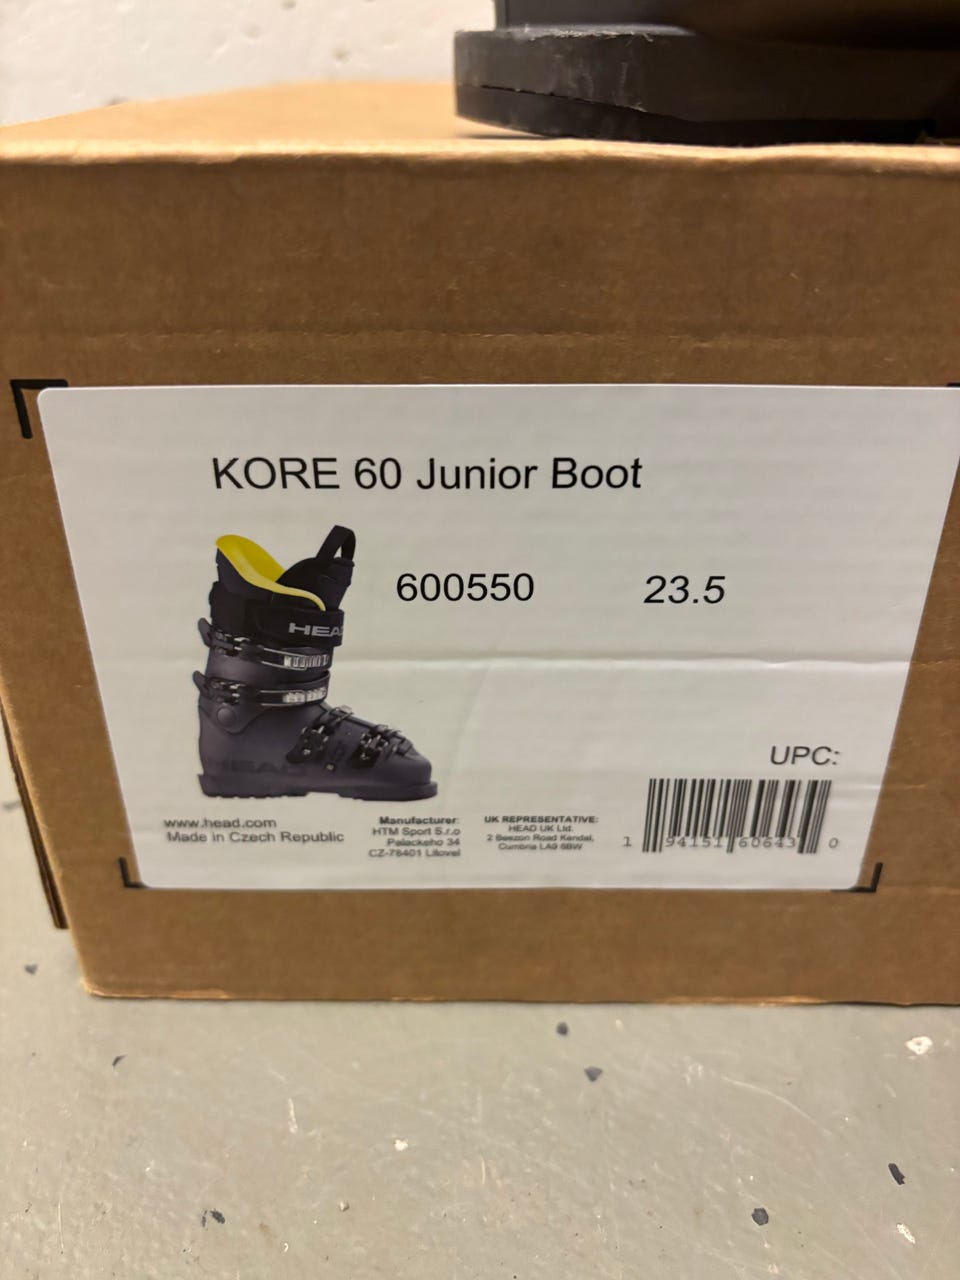 KORE 60 Junior Boot
600550 23.5
HEAD
HEAD
UPC:
www.head.com
Made in Czech Republic
Manufacturer:
HTM Sport S.r.o
Palackeho 34
CZ-78401 Litovel
UK REPRESENTATIVE:
HEAD UK Ltd.
2 Beezon Road Kendal,
Cumbria LA9 6BW
1 94151 60643 0